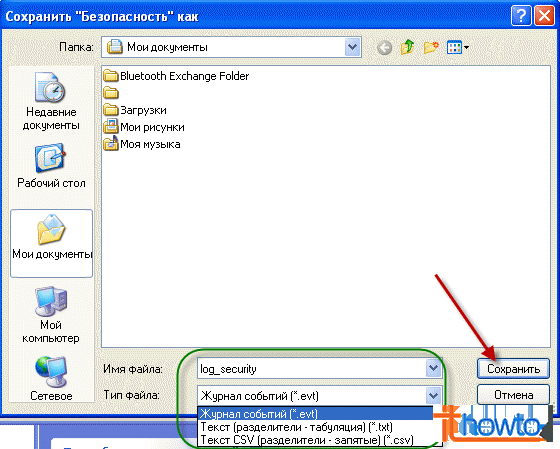 Сохранить "Безопасность" как
Папка: Мои документы
Bluetooth Exchange Folder
Загрузки
Мои рисунки
Моя музыка
Недавние
документы
Рабочий стол
Мои документы
Мой
компьютер
Сетевое
Имя файла: log_security Сохранить
Тип файла: Журнал событий (*.evt) Отмена
Журнал событий (*.evt)
Текст (разделители - табуляция) (*.txt)
Текст CSV (разделители - запятые) (*.csv)
howto